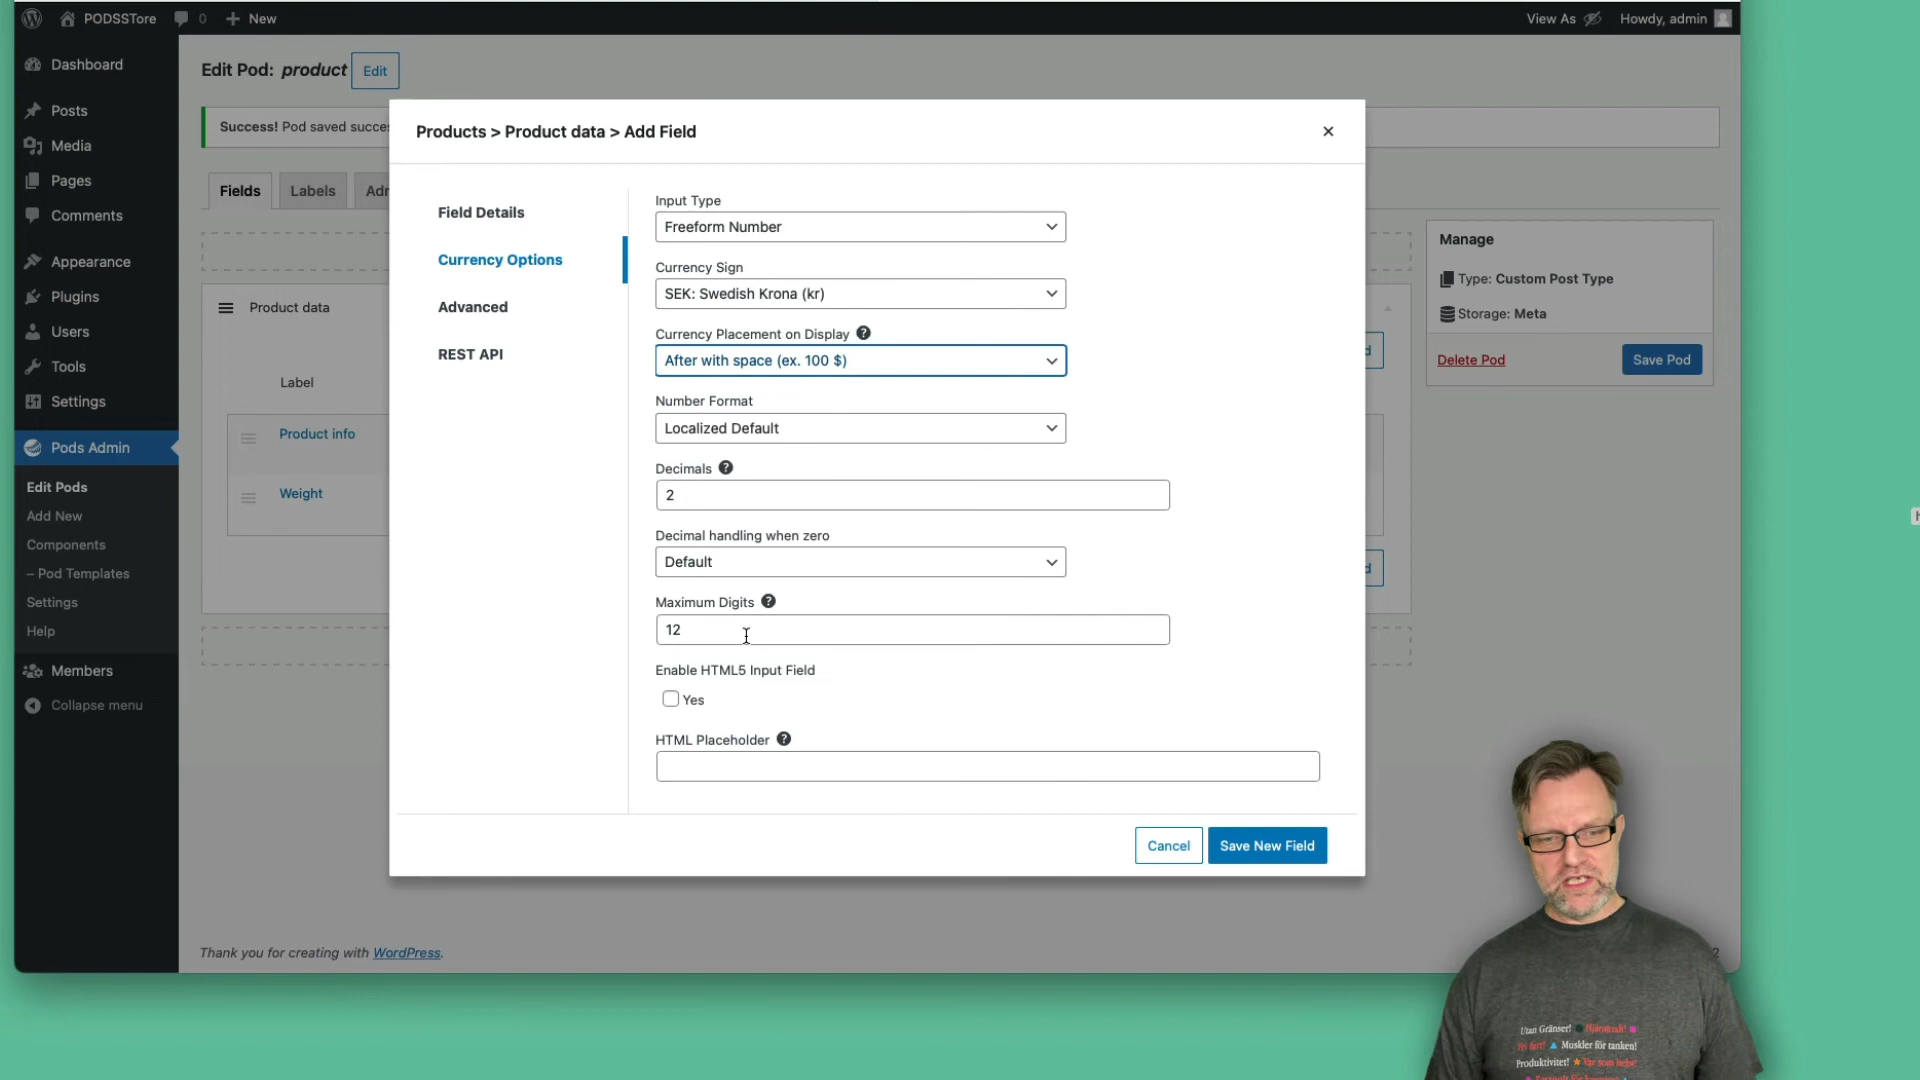 PODSSTore 0 New View As Howdy, admin
Dashboard
Posts
Media
Pages
Comments
Appearance
Plugins
Users
Tools
Settings
Pods Admin
Edit Pods
Add New
Components
– Pod Templates
Settings
Help
Members
Collapse menu
Edit Pod: product Edit
Success! Pod saved succes
Fields Labels Adr
Product data
Label
Product info
Weight
Products > Product data > Add Field
Field Details
Currency Options
Advanced
REST API
Input Type
Freeform Number
Currency Sign
SEK: Swedish Krona (kr)
Currency Placement on Display ?
After with space (ex. 100 $)
Number Format
Localized Default
Decimals ?
2
Decimal handling when zero
Default
Maximum Digits ?
12
Enable HTML5 Input Field
Yes
HTML Placeholder ?
Cancel Save New Field
d
d
Manage
Type: Custom Post Type
Storage: Meta
Delete Pod Save Pod
Thank you for creating with WordPress.
2
Utan Gränser!
Muskler för tanken!
Produktivitet!